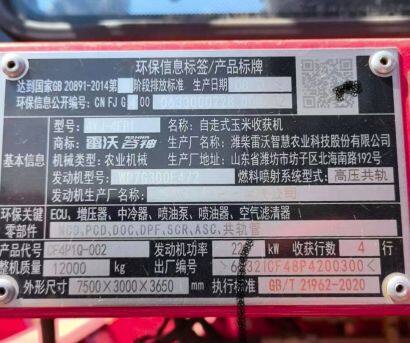 环保信息标签/产品标牌
达到国家GB 20891-2014第 阶段排放标准 生产日期
环保信息公开编号: CN FJ G 00
型号 名称 自走式玉米收获机
商标 雷沃谷神 生产厂名称 潍柴雷沃智慧农业科技股份有限公司
基本信息 机械类型: 农业机械 生产厂地址: 山东省潍坊市坊子区北海南路192号
发动机型号 燃料喷射系统型式: 高压共轨
发动机生产厂
环保关键零部件 ECU、增压器、中冷器、喷油泵、喷油器、空气滤清器
PCD,DOC,DPF,SCR,ASC,共轨管
产品代号 CF4P1Q-002 发动机功率 kW 收获行数 4 行
整机质量 12000 kg 出厂编号
外形尺寸 7500×3000×3650 mm 执行标准 GB/T 21962-2020